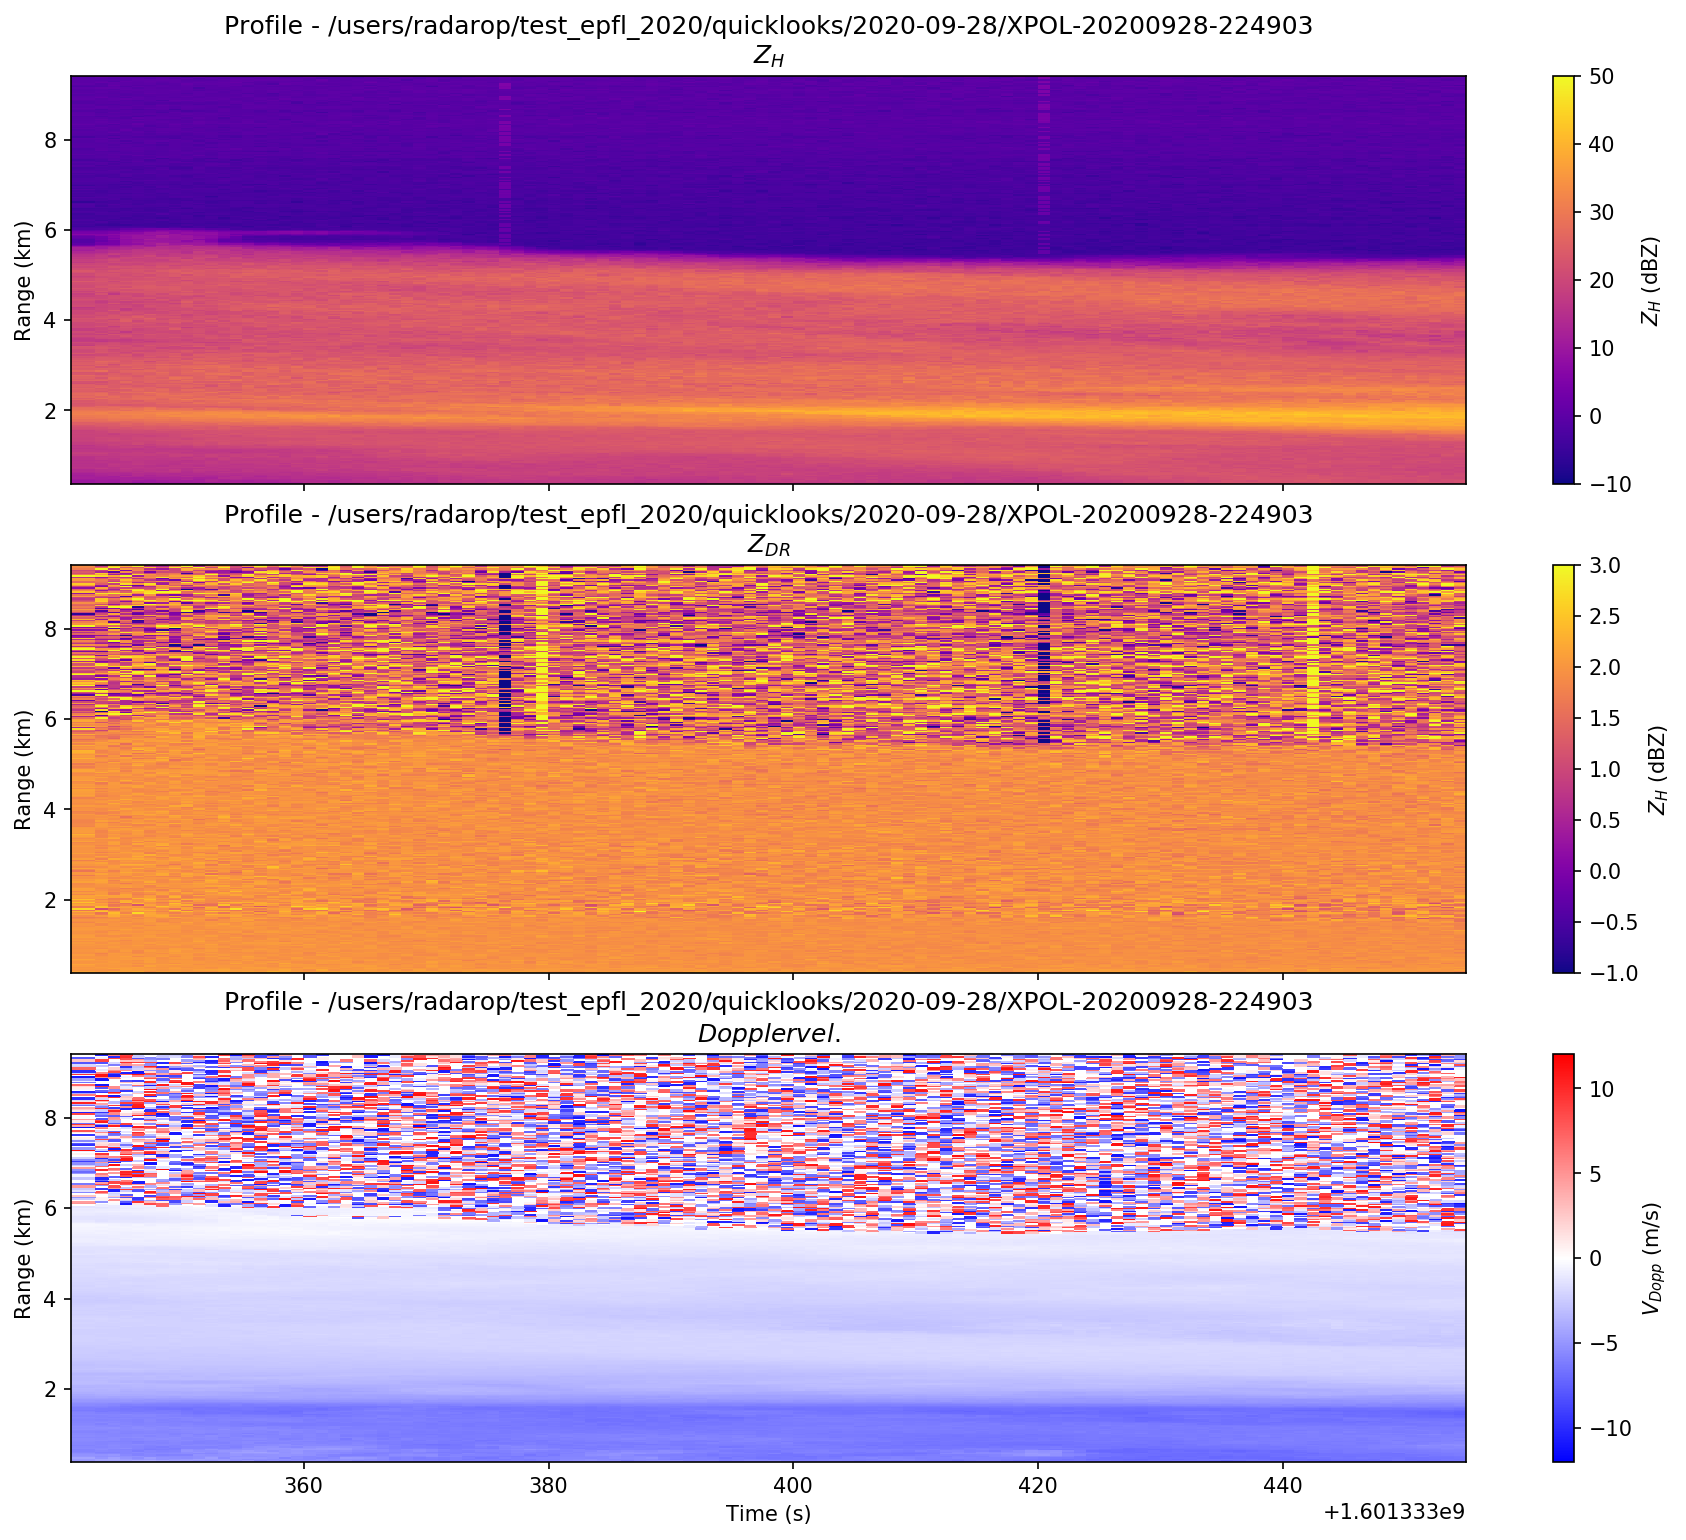 Profile - /users/radarop/test_epfl_2020/quicklooks/2020-09-28/XPOL-20200928-224903
Z_H
8
6
4
2
Range (km)
50
40
30
20
10
0
−10
Z_H (dBZ)
Profile - /users/radarop/test_epfl_2020/quicklooks/2020-09-28/XPOL-20200928-224903
Z_DR
8
6
4
2
Range (km)
3.0
2.5
2.0
1.5
1.0
0.5
0.0
−0.5
−1.0
Z_H (dBZ)
Profile - /users/radarop/test_epfl_2020/quicklooks/2020-09-28/XPOL-20200928-224903
Dopplervel.
8
6
4
2
Range (km)
10
5
0
−5
−10
V_Dopp (m/s)
360 380 400 420 440
Time (s)
+1.601333e9